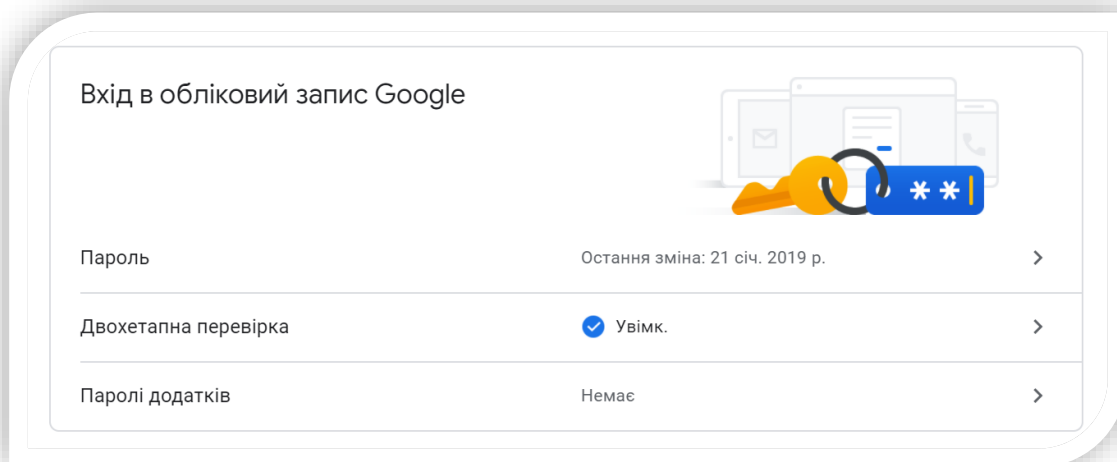 Вхід в обліковий запис Google
Пароль Остання зміна: 21 січ. 2019 р.
Двохетапна перевірка Увімк.
Паролі додатків Немає